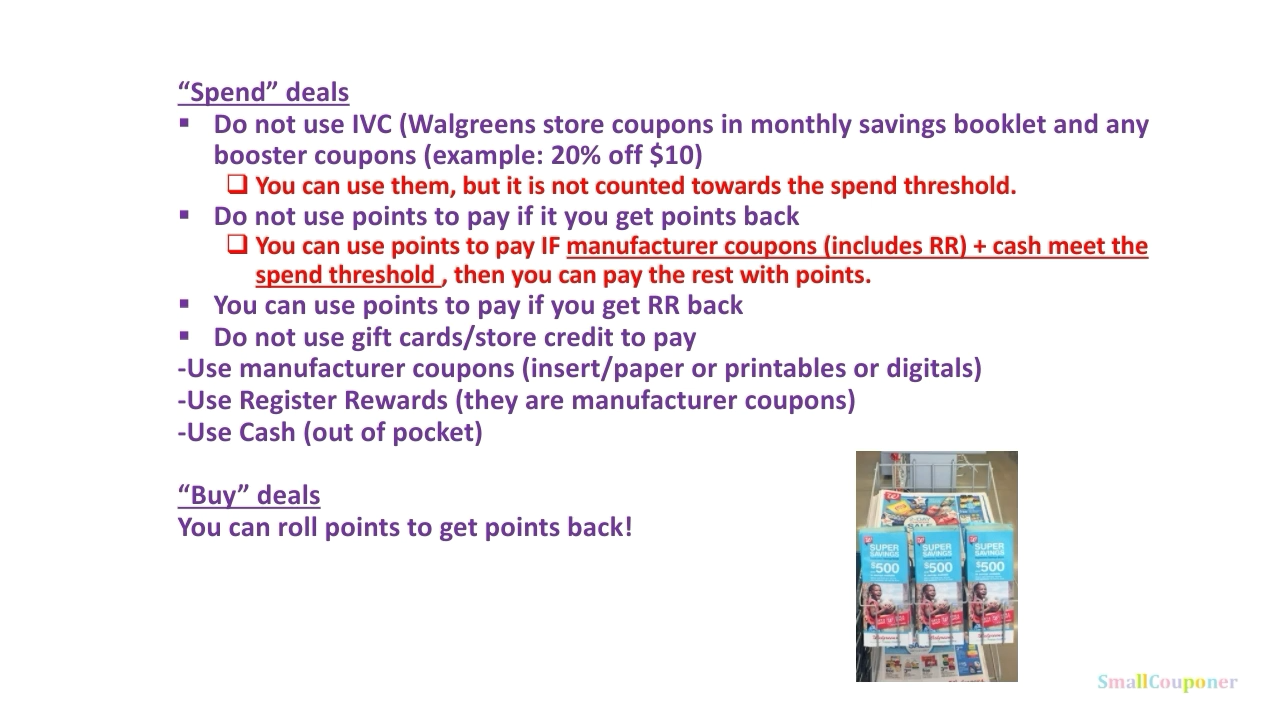 “Spend” deals
▪ Do not use IVC (Walgreens store coupons in monthly savings booklet and any
booster coupons (example: 20% off $10)
❑ You can use them, but it is not counted towards the spend threshold.
▪ Do not use points to pay if it you get points back
❑ You can use points to pay IF manufacturer coupons (includes RR) + cash meet the
spend threshold , then you can pay the rest with points.
▪ You can use points to pay if you get RR back
▪ Do not use gift cards/store credit to pay
-Use manufacturer coupons (insert/paper or printables or digitals)
-Use Register Rewards (they are manufacturer coupons)
-Use Cash (out of pocket)
“Buy” deals
You can roll points to get points back!
SUPER SUPER SUPER
SAVINGS SAVINGS SAVINGS
$500 $500 $500
SmallCouponer